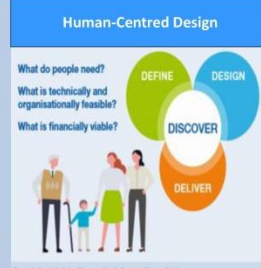 Human-Centred Design
What do people need?
What is technically and
organisationally feasible?
What is financially viable?
DEFINE
DESIGN
DISCOVER
DELIVER